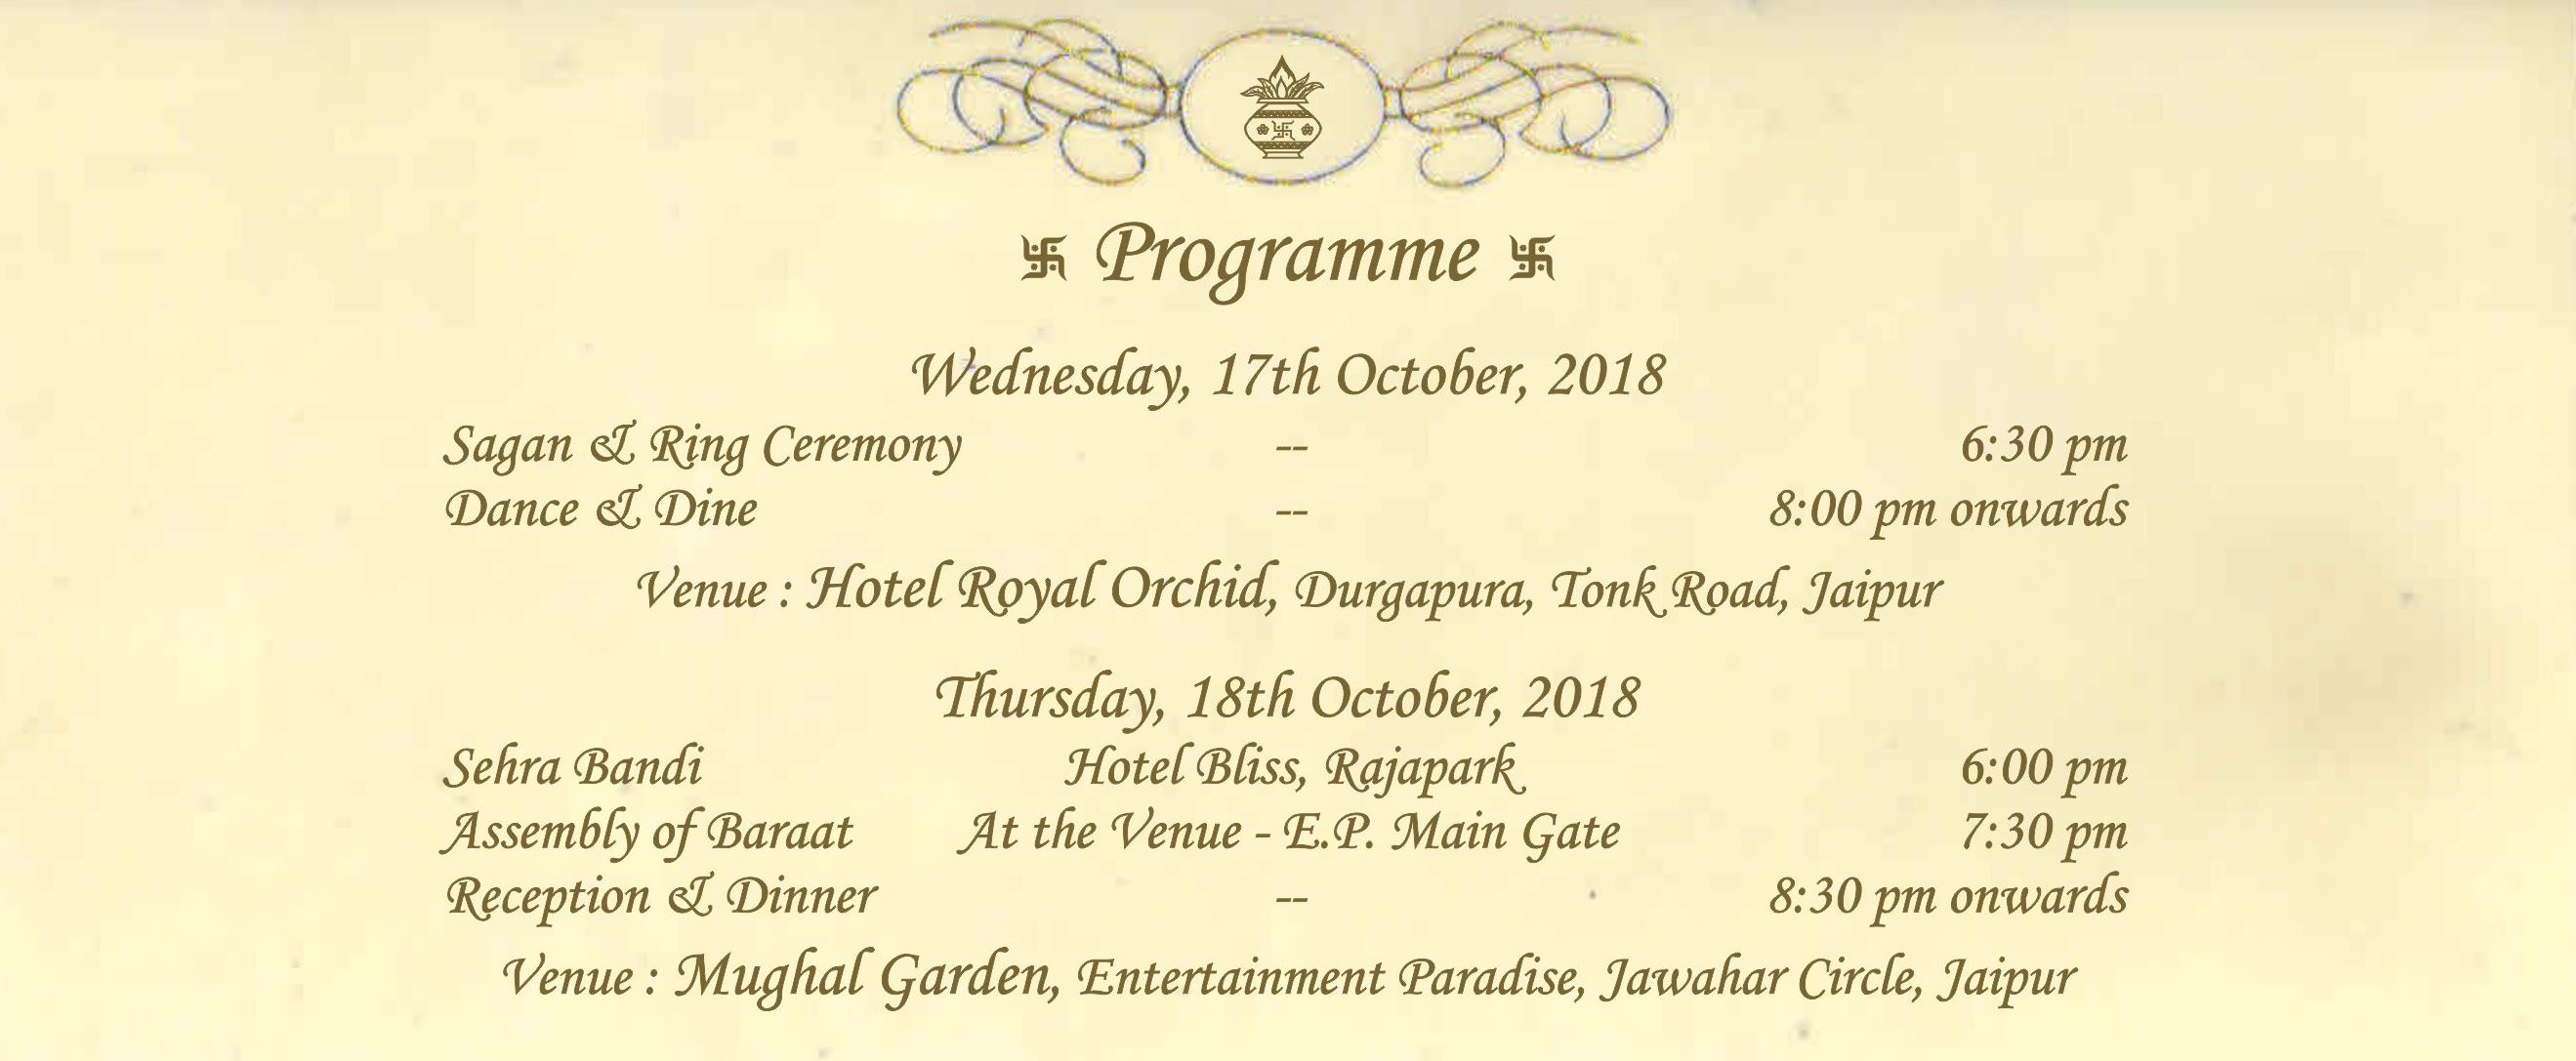 卐 Programme 卐
Wednesday, 17th October, 2018
Sagan & Ring Ceremony -- 6:30 pm
Dance & Dine -- 8:00 pm onwards
Venue : Hotel Royal Orchid, Durgapura, Tonk Road, Jaipur
Thursday, 18th October, 2018
Sehra Bandi Hotel Bliss, Rajapark 6:00 pm
Assembly of Baraat At the Venue - E.P. Main Gate 7:30 pm
Reception & Dinner -- 8:30 pm onwards
Venue : Mughal Garden, Entertainment Paradise, Jawahar Circle, Jaipur